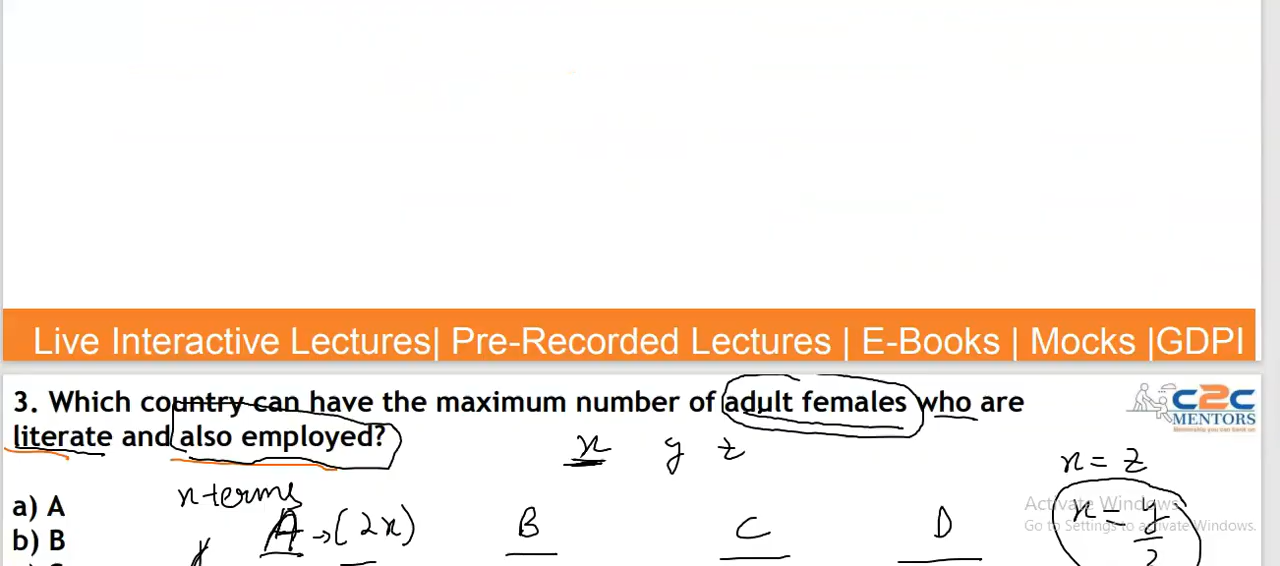 Live Interactive Lectures| Pre-Recorded Lectures | E-Books | Mocks |GDPI
3. Which country can have the maximum number of adult females who are
literate and also employed?
c2c
MENTORS
x y z
x = z
x-terms
a) A
A → (2x) B C D
x = y/2
Activate Windows
Go to Settings to activate Windows.
b) B